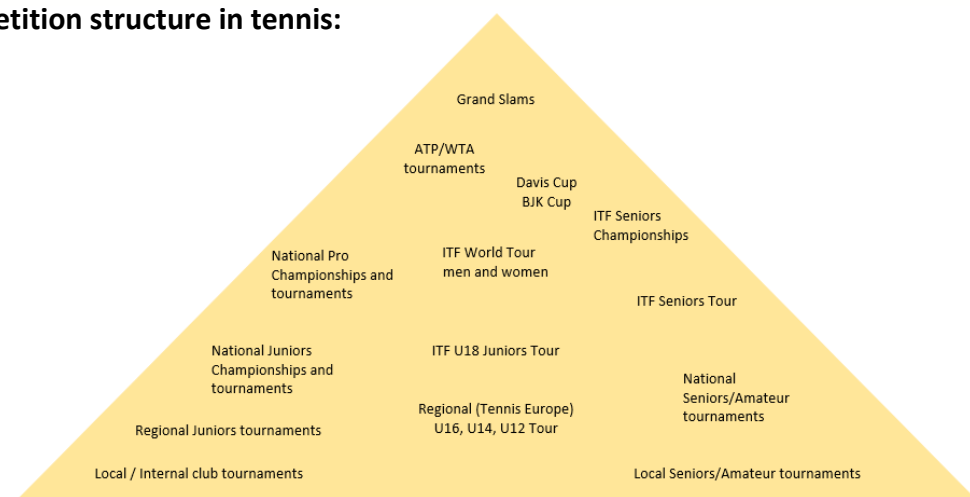 etition structure in tennis:
Grand Slams
ATP/WTA
tournaments
Davis Cup
BJK Cup
ITF Seniors
Championships
National Pro
Championships and
tournaments
ITF World Tour
men and women
ITF Seniors Tour
National Juniors
Championships and
tournaments
ITF U18 Juniors Tour
National
Seniors/Amateur
tournaments
Regional (Tennis Europe)
U16, U14, U12 Tour
Regional Juniors tournaments
Local / Internal club tournaments
Local Seniors/Amateur tournaments